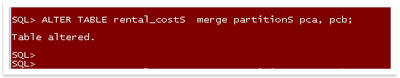 SQL> ALTER TABLE rental_costS merge partitionS pca, pcb;
Table altered.
SQL>
SQL>